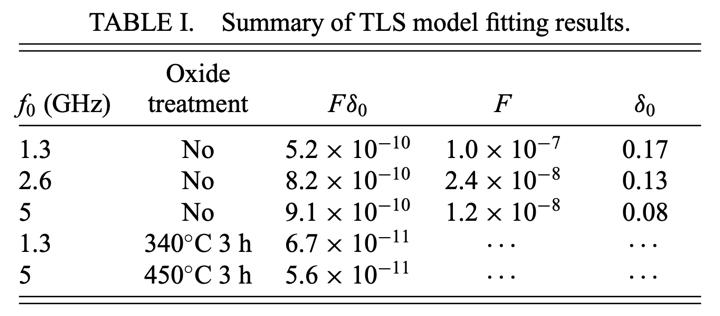 TABLE I. Summary of TLS model fitting results.
f₀ (GHz) Oxide treatment Fδ₀ F δ₀
1.3 No 5.2 × 10⁻¹⁰ 1.0 × 10⁻⁷ 0.17
2.6 No 8.2 × 10⁻¹⁰ 2.4 × 10⁻⁸ 0.13
5 No 9.1 × 10⁻¹⁰ 1.2 × 10⁻⁸ 0.08
1.3 340°C 3 h 6.7 × 10⁻¹¹ ⋯ ⋯
5 450°C 3 h 5.6 × 10⁻¹¹ ⋯ ⋯